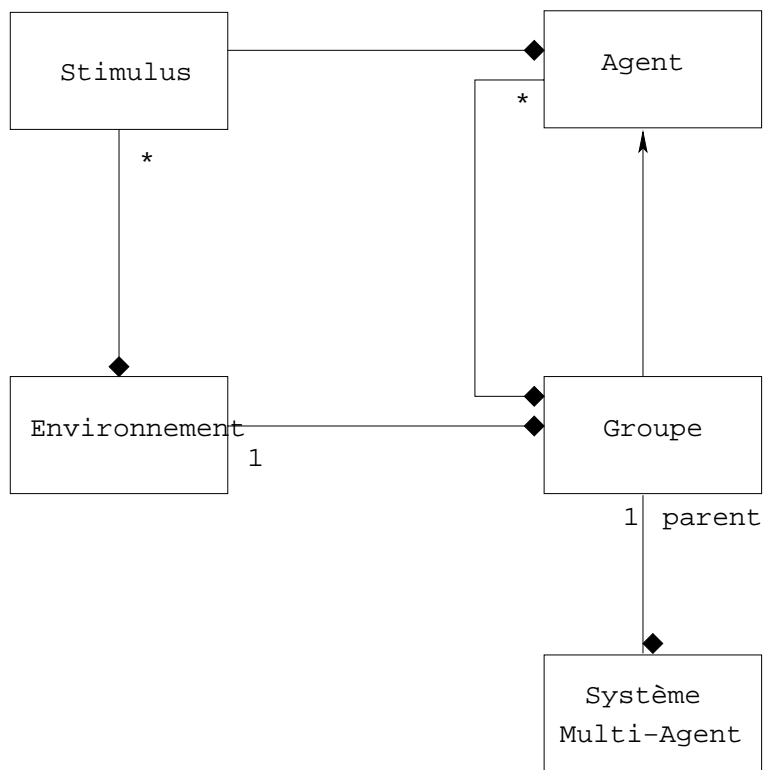 Stimulus
Agent
*
*
Environnement
Groupe
1
1 parent
Système
Multi-Agent